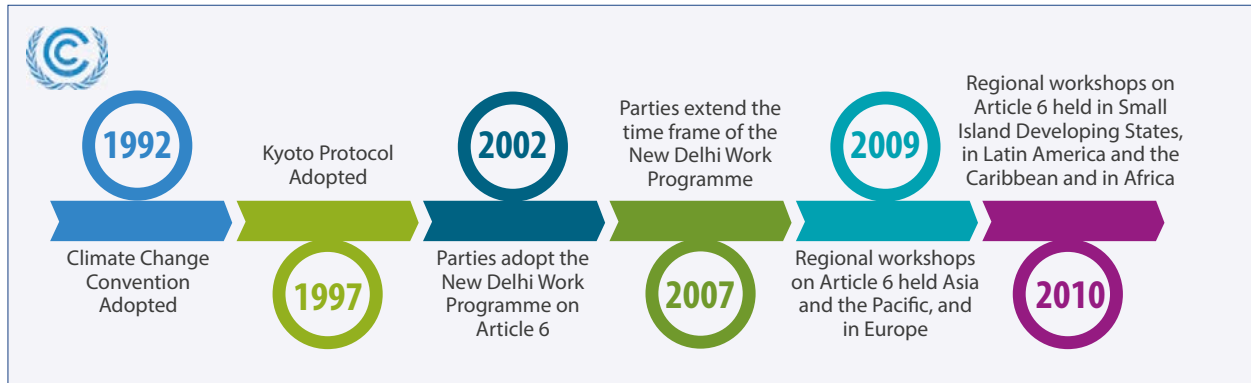 1992
Climate Change
Convention
Adopted
Kyoto Protocol
Adopted
1997
2002
Parties adopt the
New Delhi Work
Programme on
Article 6
Parties extend the
time frame of the
New Delhi Work
Programme
2007
2009
Regional workshops
on Article 6 held Asia
and the Pacific, and
in Europe
Regional workshops on
Article 6 held in Small
Island Developing States,
in Latin America and the
Caribbean and in Africa
2010